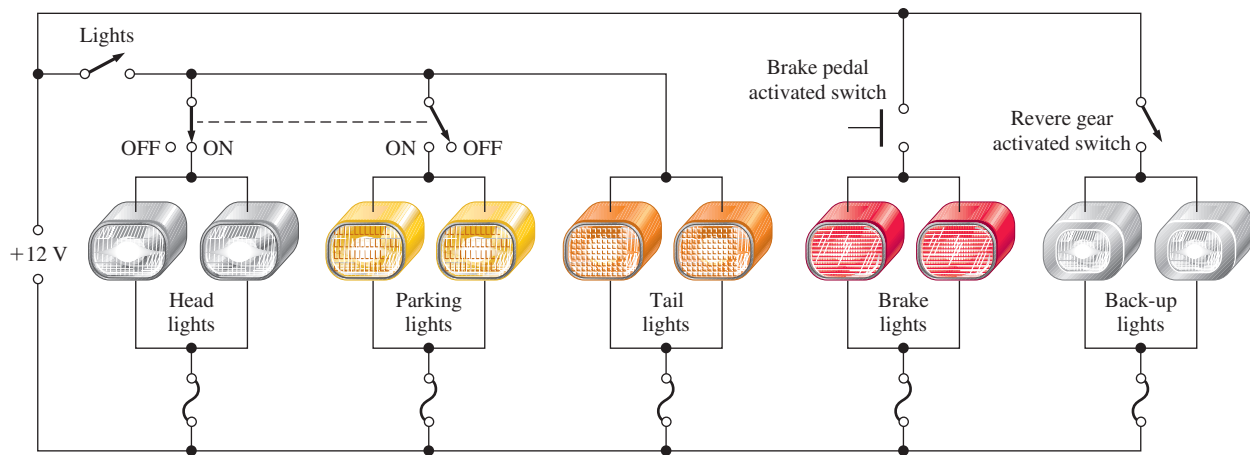 Lights
Brake pedal
activated switch
Revere gear
activated switch
OFF
ON
ON
OFF
+12 V
Head
lights
Parking
lights
Tail
lights
Brake
lights
Back-up
lights